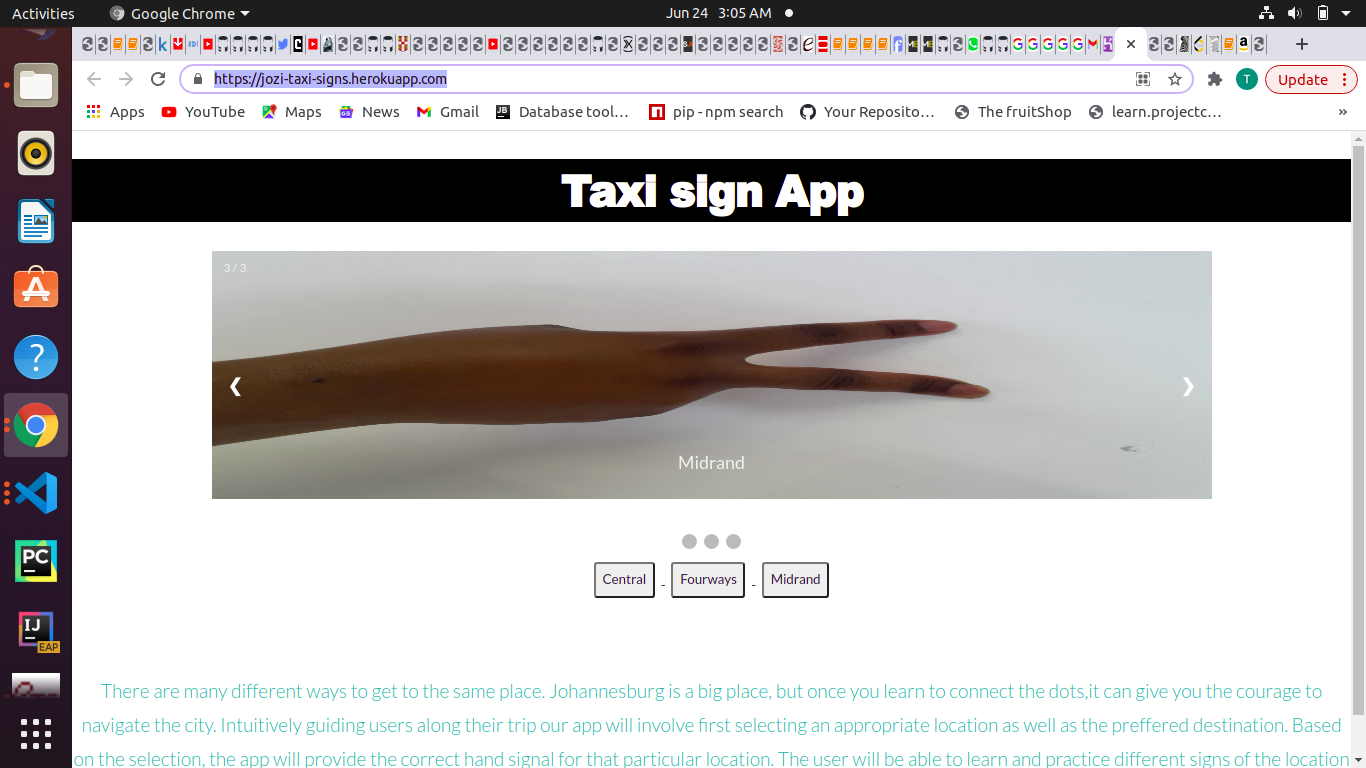 Activities
Google Chrome
Jun 24 3:05 AM
https://jozi-taxi-signs.herokuapp.com
T
Update
Apps
YouTube
Maps
News
Gmail
Database tool…
pip - npm search
Your Reposito…
The fruitShop
learn.projectc…
»
Taxi sign App
3 / 3
❮
❯
Midrand
Central - Fourways - Midrand
There are many different ways to get to the same place. Johannesburg is a big place, but once you learn to connect the dots,it can give you the courage to
navigate the city. Intuitively guiding users along their trip our app will involve first selecting an appropriate location as well as the preffered destination. Based
on the selection, the app will provide the correct hand signal for that particular location. The user will be able to learn and practice different signs of the location
PC
IJ
EAP